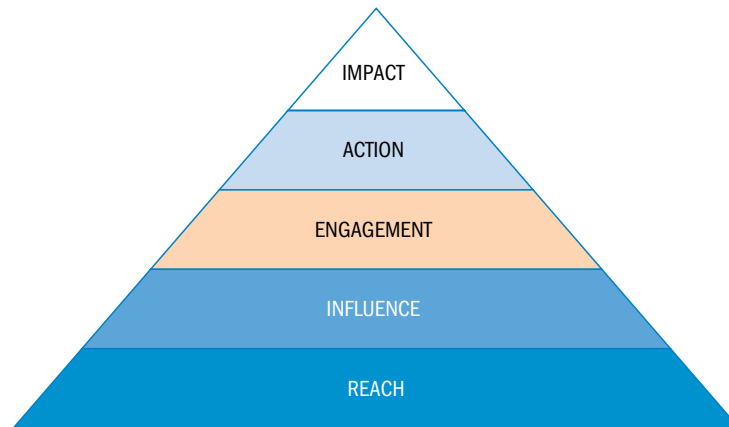 IMPACT
ACTION
ENGAGEMENT
INFLUENCE
REACH